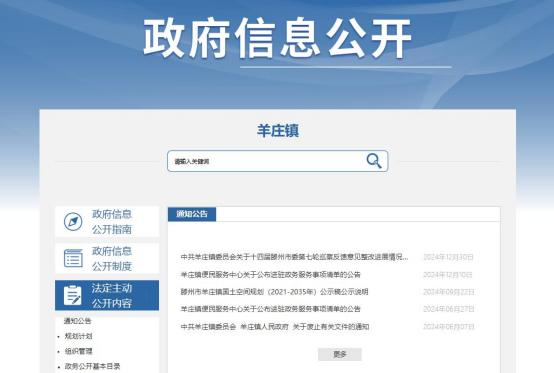 政府信息公开
羊庄镇
请输入关键词
政府信息
公开指南
政府信息
公开制度
法定主动
公开内容
通知公告
规划计划
组织管理
政务公开基本目录
通知公告
中共羊庄镇委员会关于十四届滕州市委第七轮巡察反馈意见整改进展情况... 2024年12月30日
羊庄镇便民服务中心关于公布进驻政务服务事项清单的公告 2024年12月10日
滕州市羊庄镇国土空间规划（2021-2035年）公示稿公示说明 2024年09月22日
羊庄镇便民服务中心关于公布进驻政务服务事项清单的公告 2024年06月27日
中共羊庄镇委员会 羊庄镇人民政府 关于废止有关文件的通知 2024年06月07日
更多